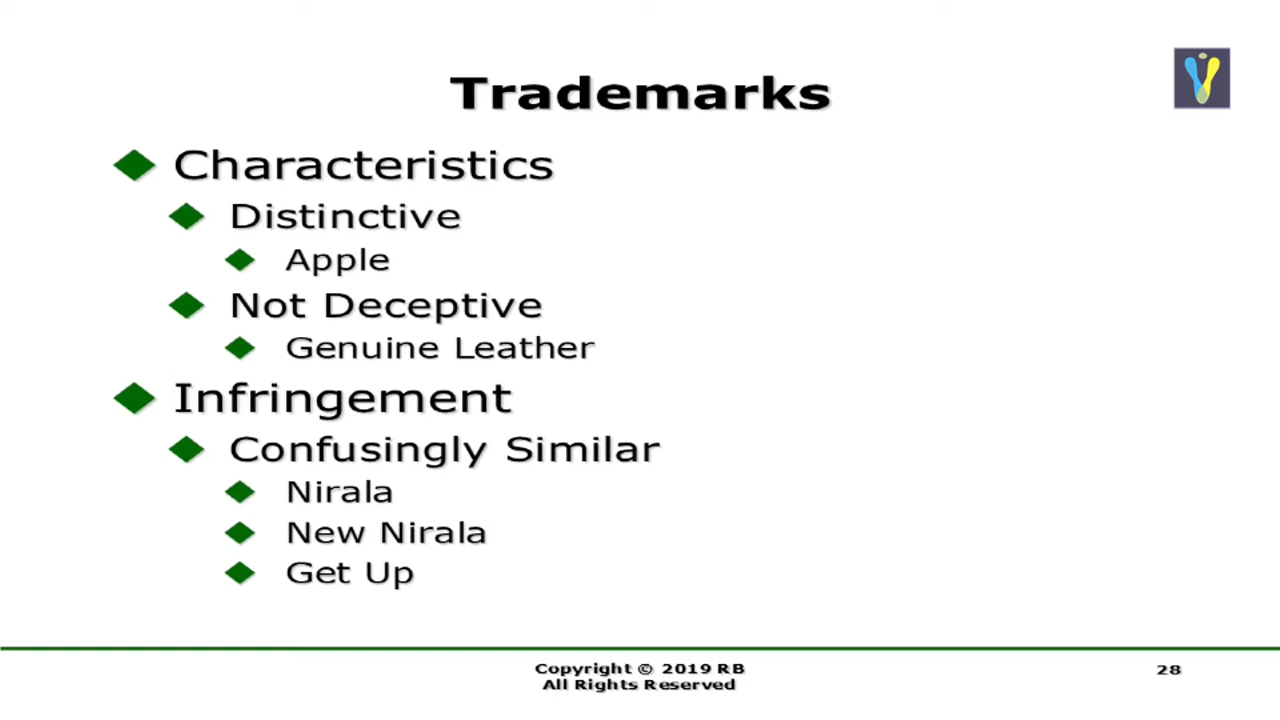 Trademarks
Characteristics
Distinctive
Apple
Not Deceptive
Genuine Leather
Infringement
Confusingly Similar
Nirala
New Nirala
Get Up
Copyright © 2019 RB
All Rights Reserved
28